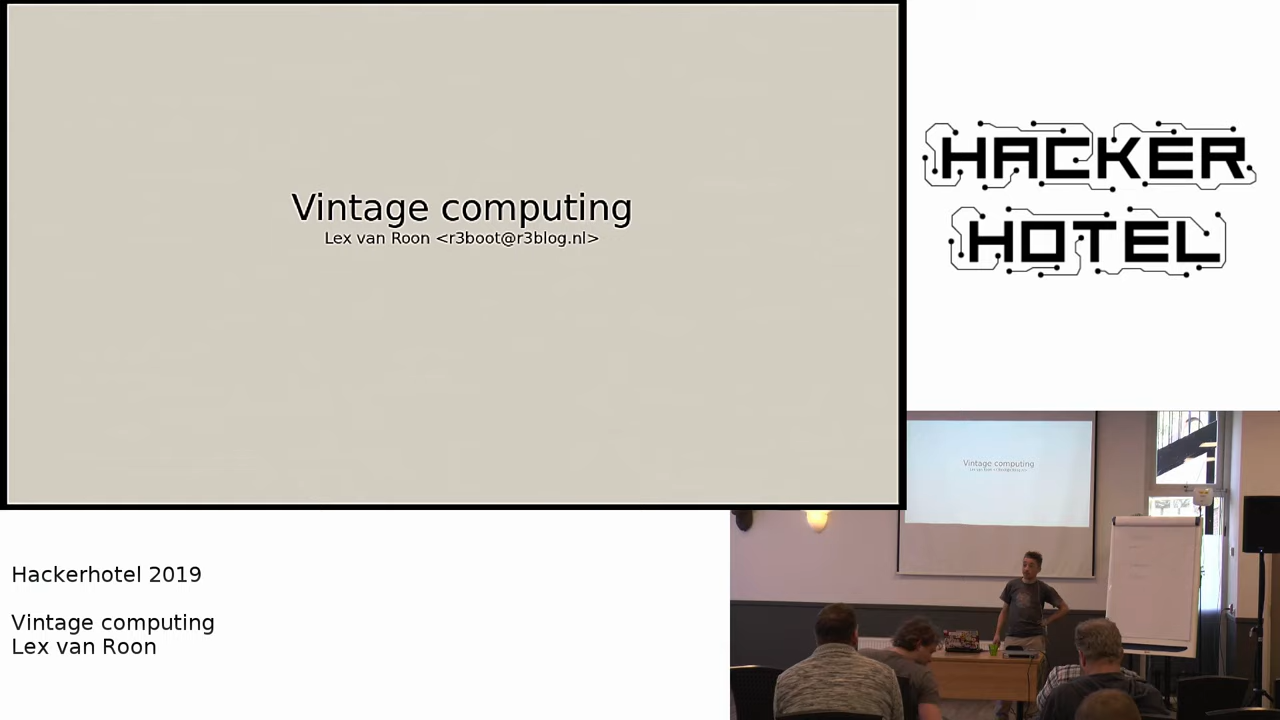 Vintage computing
Lex van Roon <r3boot@r3blog.nl>
HACKER
HOTEL
Vintage computing
Hackerhotel 2019
Vintage computing
Lex van Roon